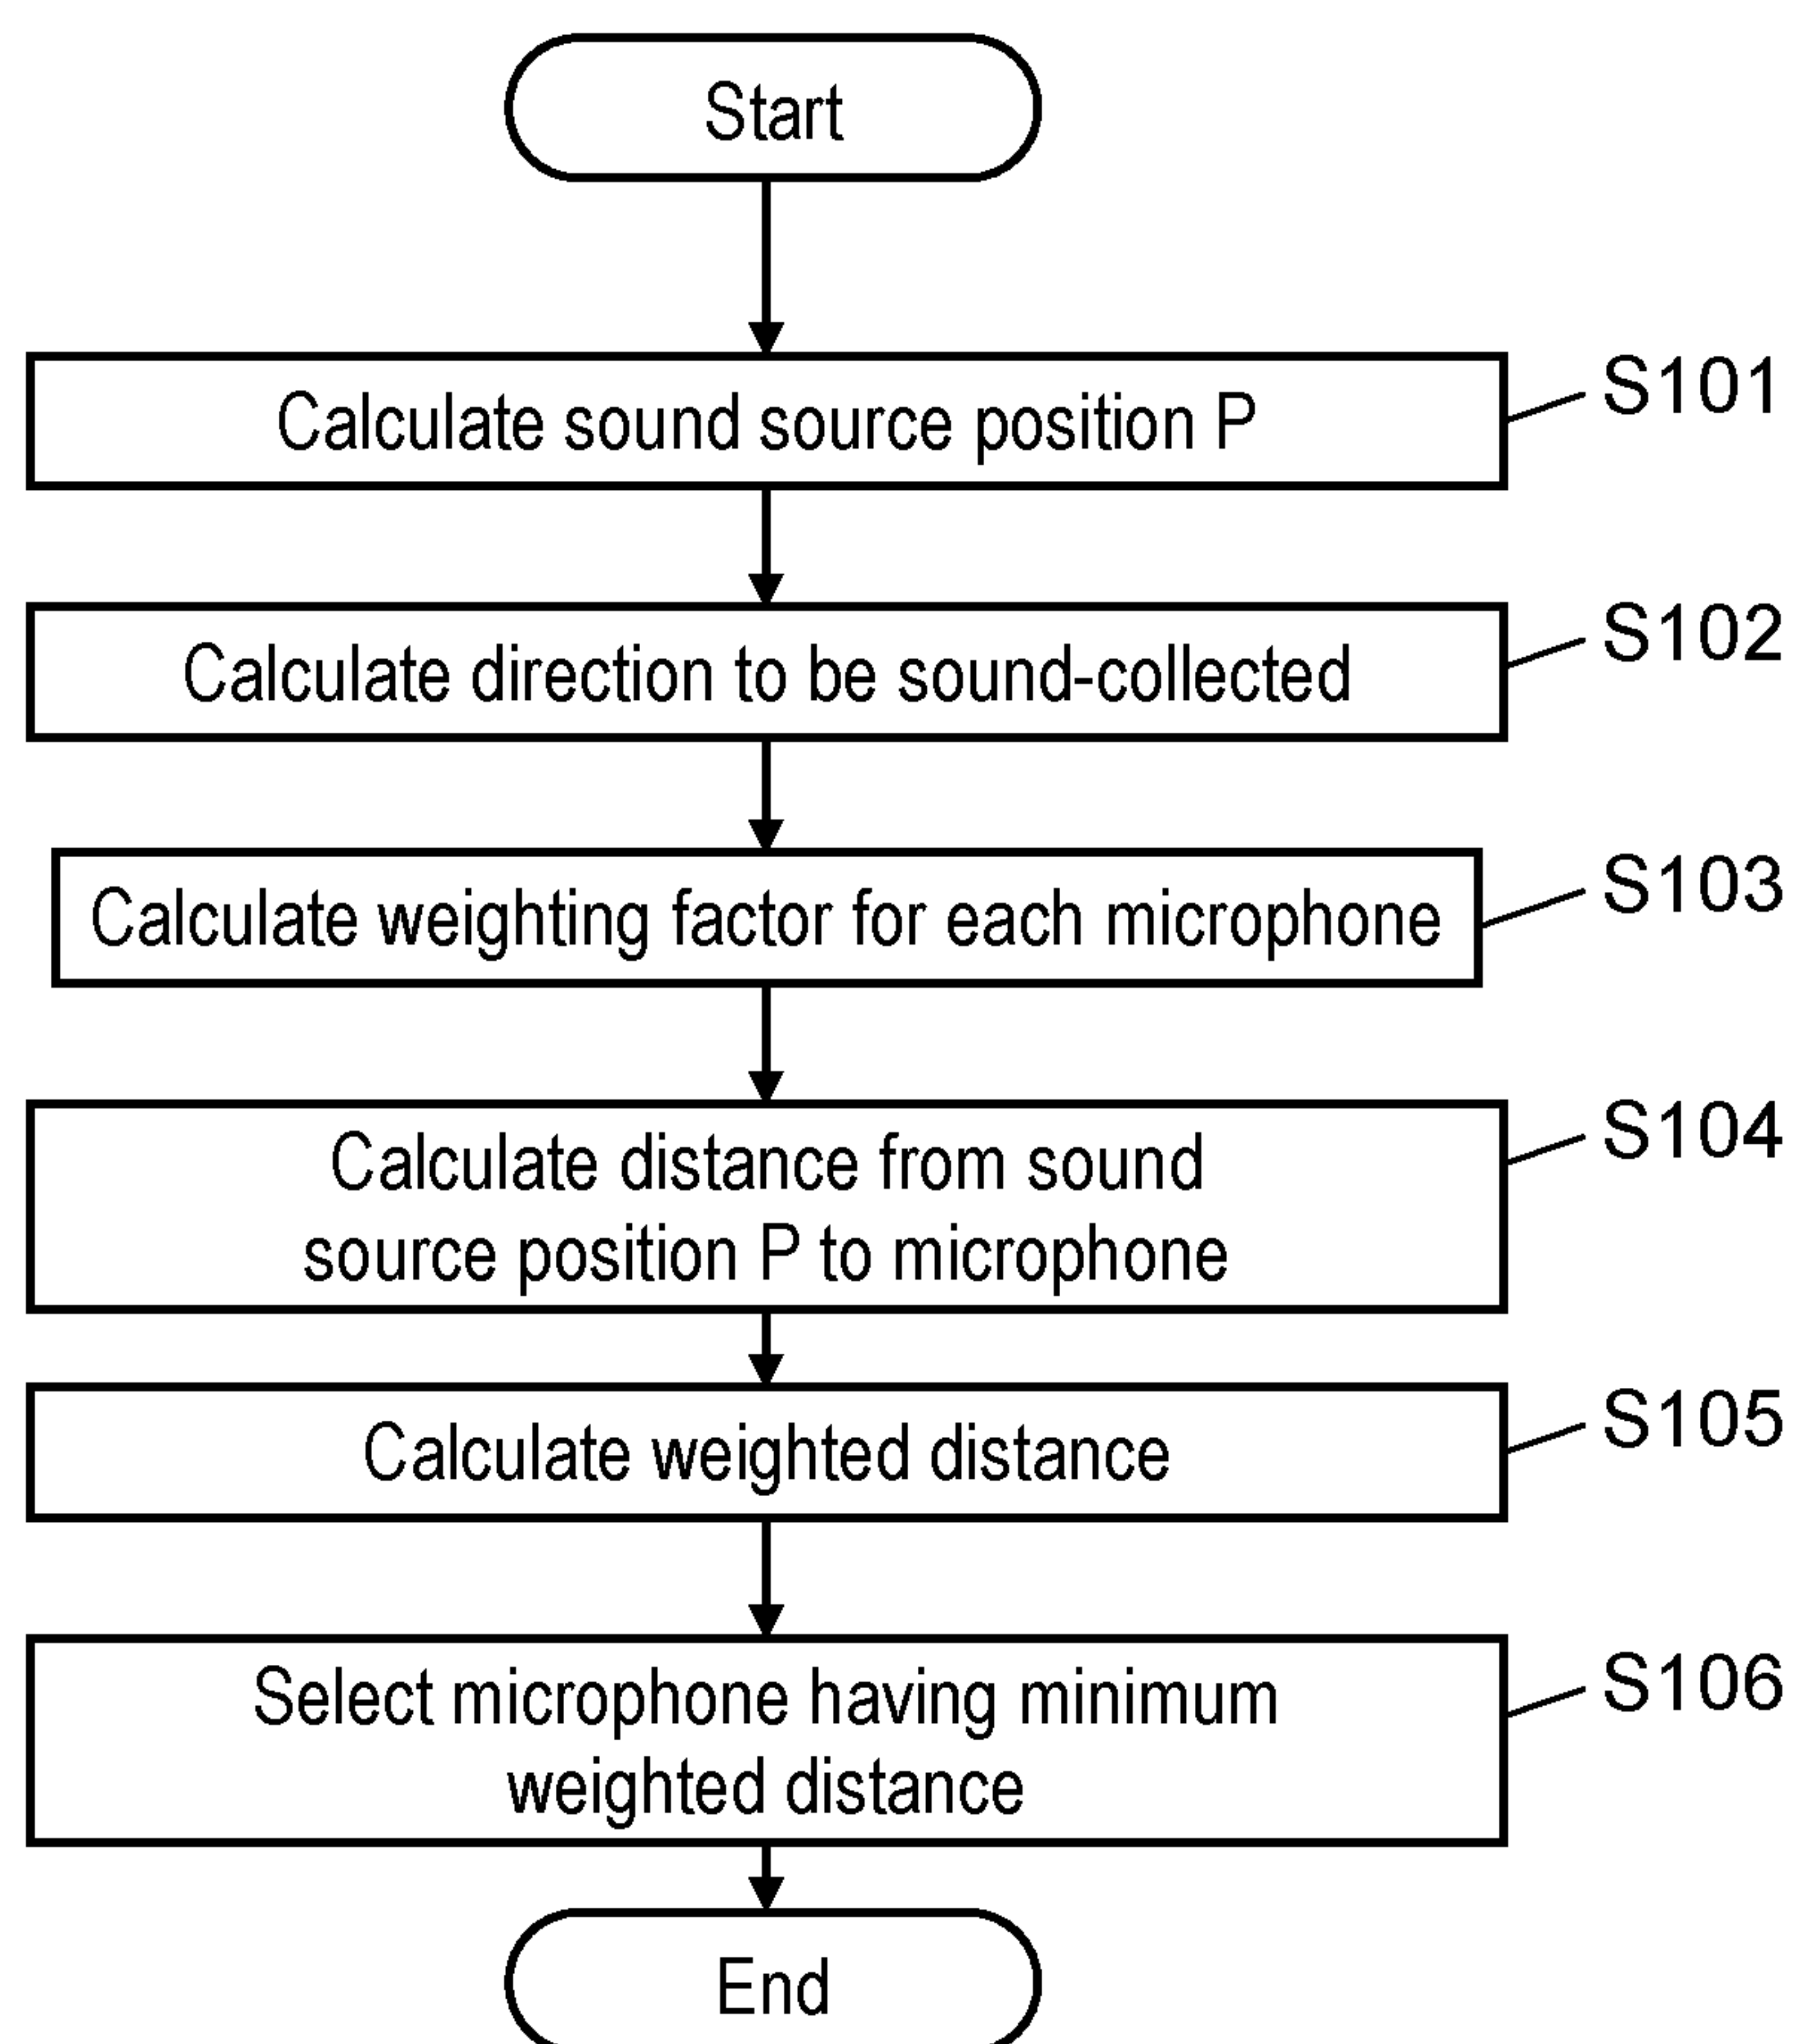 Start
Calculate sound source position P
S101
Calculate direction to be sound-collected
S102
Calculate weighting factor for each microphone
S103
Calculate distance from sound
source position P to microphone
S104
Calculate weighted distance
S105
Select microphone having minimum
weighted distance
S106
End